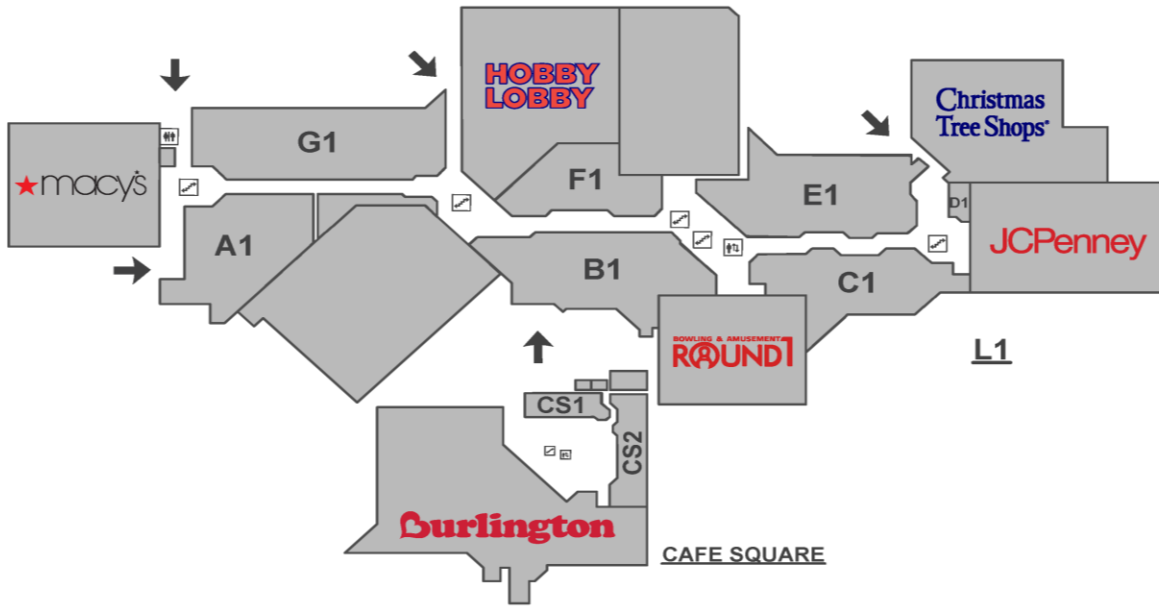 HOBBY
LOBBY
Christmas
Tree Shops®
G1
macy's
F1
E1
D1
A1
JCPenney
B1
C1
BOWLING & AMUSEMENT
ROUND1
L1
CS1
CS2
Burlington
CAFE SQUARE